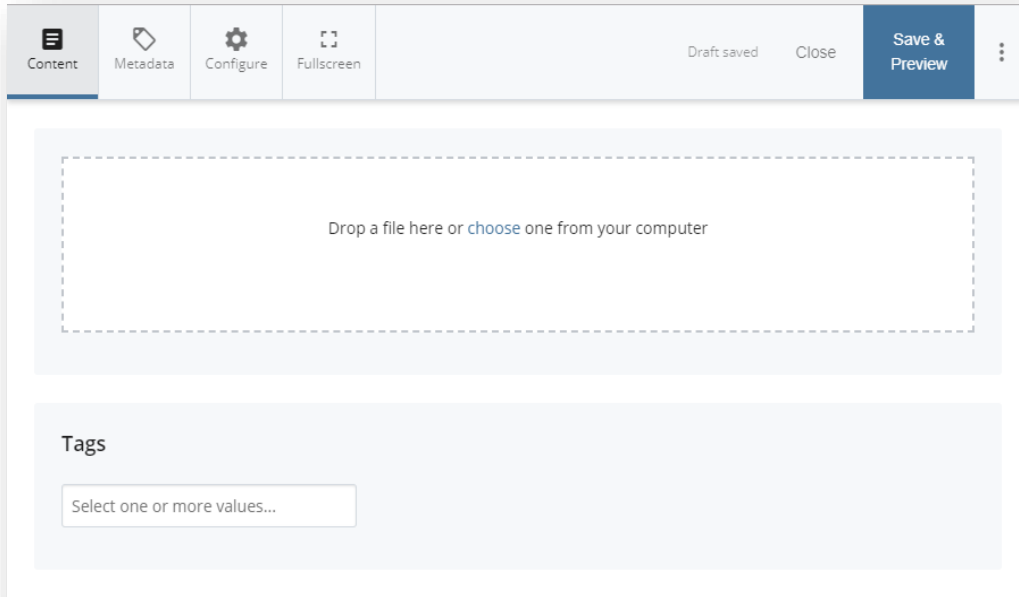 Content
Metadata
Configure
Fullscreen
Draft saved
Close
Save &
Preview
Drop a file here or choose one from your computer
Tags
Select one or more values...